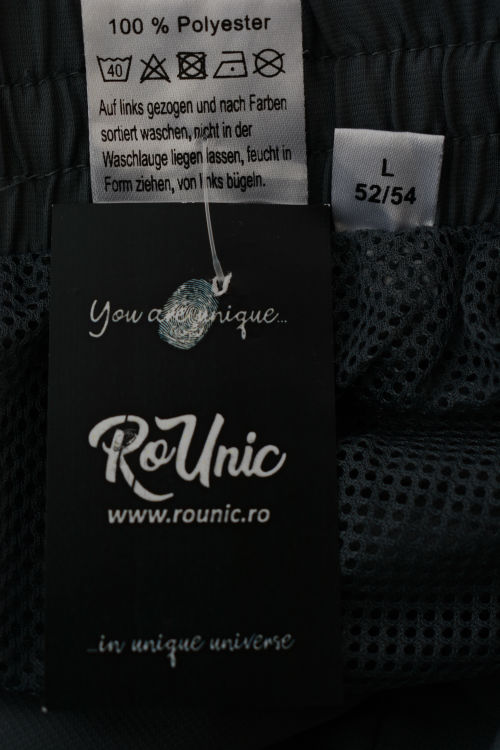 100 % Polyester
40
Auf links gezogen und nach Farben
sortiert waschen, nicht in der
Waschlauge liegen lassen, feucht in
Form ziehen, von links bügeln.
L
52/54
You are unique...
RoUnic
www.rounic.ro
...in unique universe